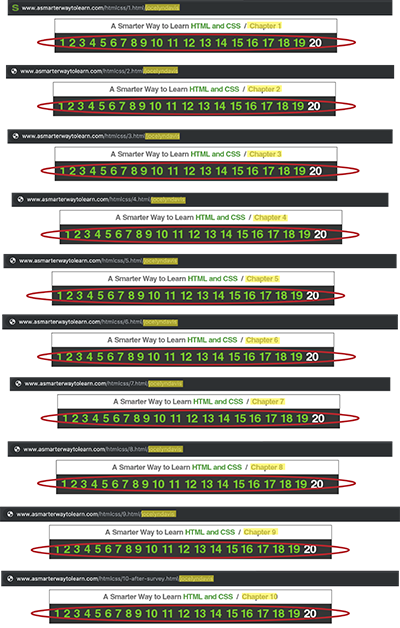 www.asmarterwaytolearn.com/htmlcss/1.html/jocelyndavis
A Smarter Way to Learn HTML and CSS / Chapter 1
1 2 3 4 5 6 7 8 9 10 11 12 13 14 15 16 17 18 19 20
www.asmarterwaytolearn.com/htmlcss/2.html/jocelyndavis
A Smarter Way to Learn HTML and CSS / Chapter 2
1 2 3 4 5 6 7 8 9 10 11 12 13 14 15 16 17 18 19 20
www.asmarterwaytolearn.com/htmlcss/3.html/jocelyndavis
A Smarter Way to Learn HTML and CSS / Chapter 3
1 2 3 4 5 6 7 8 9 10 11 12 13 14 15 16 17 18 19 20
www.asmarterwaytolearn.com/htmlcss/4.html/jocelyndavis
A Smarter Way to Learn HTML and CSS / Chapter 4
1 2 3 4 5 6 7 8 9 10 11 12 13 14 15 16 17 18 19 20
www.asmarterwaytolearn.com/htmlcss/5.html/jocelyndavis
A Smarter Way to Learn HTML and CSS / Chapter 5
1 2 3 4 5 6 7 8 9 10 11 12 13 14 15 16 17 18 19 20
www.asmarterwaytolearn.com/htmlcss/6.html/jocelyndavis
A Smarter Way to Learn HTML and CSS / Chapter 6
1 2 3 4 5 6 7 8 9 10 11 12 13 14 15 16 17 18 19 20
www.asmarterwaytolearn.com/htmlcss/7.html/jocelyndavis
A Smarter Way to Learn HTML and CSS / Chapter 7
1 2 3 4 5 6 7 8 9 10 11 12 13 14 15 16 17 18 19 20
www.asmarterwaytolearn.com/htmlcss/8.html/jocelyndavis
A Smarter Way to Learn HTML and CSS / Chapter 8
1 2 3 4 5 6 7 8 9 10 11 12 13 14 15 16 17 18 19 20
www.asmarterwaytolearn.com/htmlcss/9.html/jocelyndavis
A Smarter Way to Learn HTML and CSS / Chapter 9
1 2 3 4 5 6 7 8 9 10 11 12 13 14 15 16 17 18 19 20
www.asmarterwaytolearn.com/htmlcss/10-after-survey.html/jocelyndavis
A Smarter Way to Learn HTML and CSS / Chapter 10
1 2 3 4 5 6 7 8 9 10 11 12 13 14 15 16 17 18 19 20